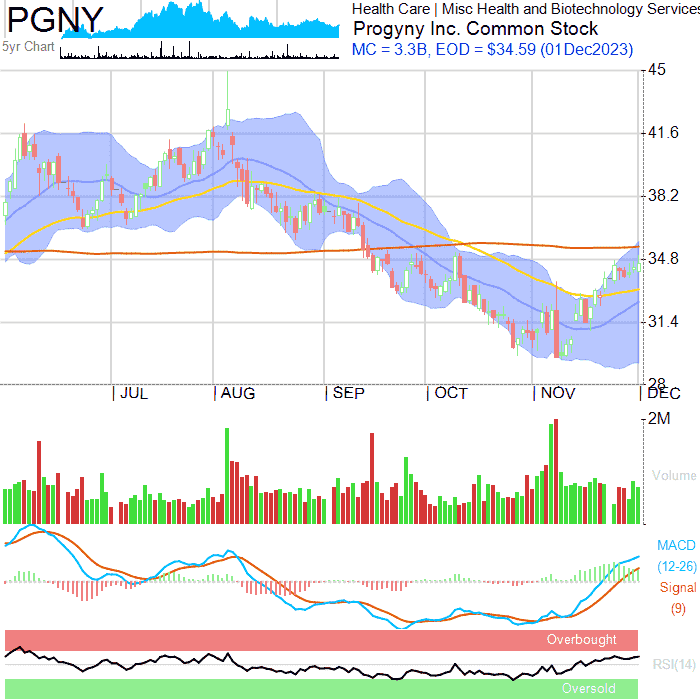 PGNY
Health Care | Misc Health and Biotechnology Services
Progyny Inc. Common Stock
5yr Chart
MC = 3.3B, EOD = $34.59 (01Dec2023)
45
41.6
38.2
34.8
31.4
28
JUL
AUG
SEP
OCT
NOV
DEC
2M
Volume
MACD
(12-26)
Signal
(9)
Overbought
RSI(14)
Oversold